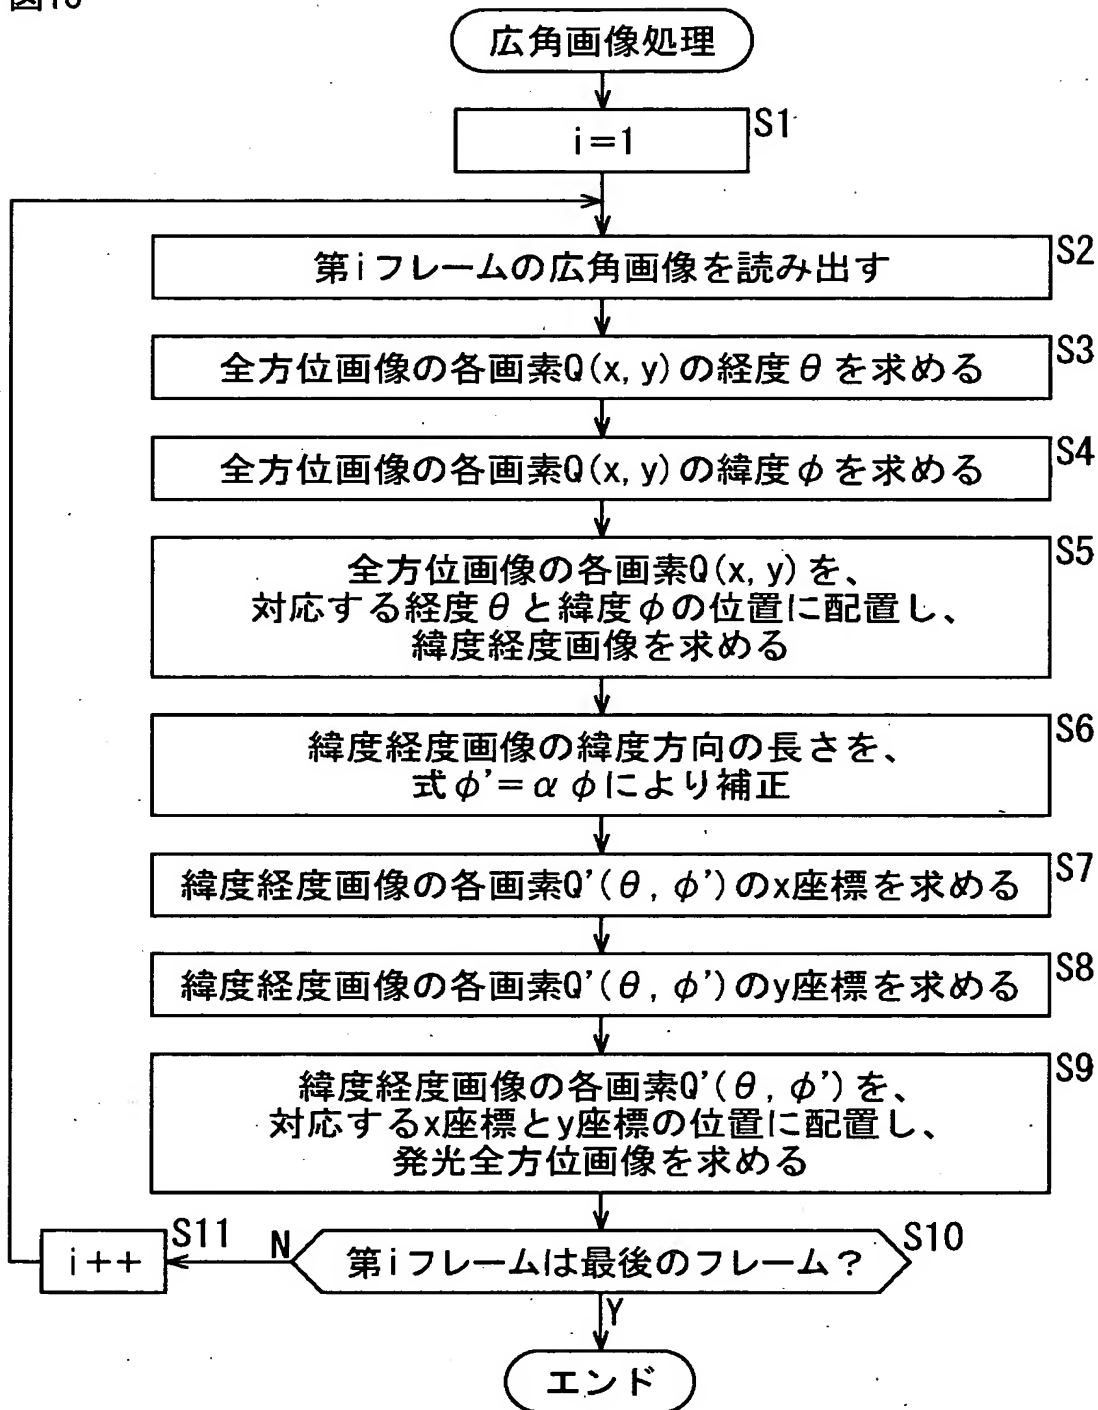 図10
広角画像処理
i=1
S1
第iフレームの広角画像を読み出す
S2
全方位画像の各画素Q(x, y)の経度θを求める
S3
全方位画像の各画素Q(x, y)の緯度φを求める
S4
全方位画像の各画素Q(x, y)を、
対応する経度θと緯度φの位置に配置し、
緯度経度画像を求める
S5
緯度経度画像の緯度方向の長さを、
式φ'=αφにより補正
S6
緯度経度画像の各画素Q'(θ, φ')のx座標を求める
S7
緯度経度画像の各画素Q'(θ, φ')のy座標を求める
S8
緯度経度画像の各画素Q'(θ, φ')を、
対応するx座標とy座標の位置に配置し、
発光全方位画像を求める
S9
第iフレームは最後のフレーム?
S10
N
i++
S11
Y
エンド